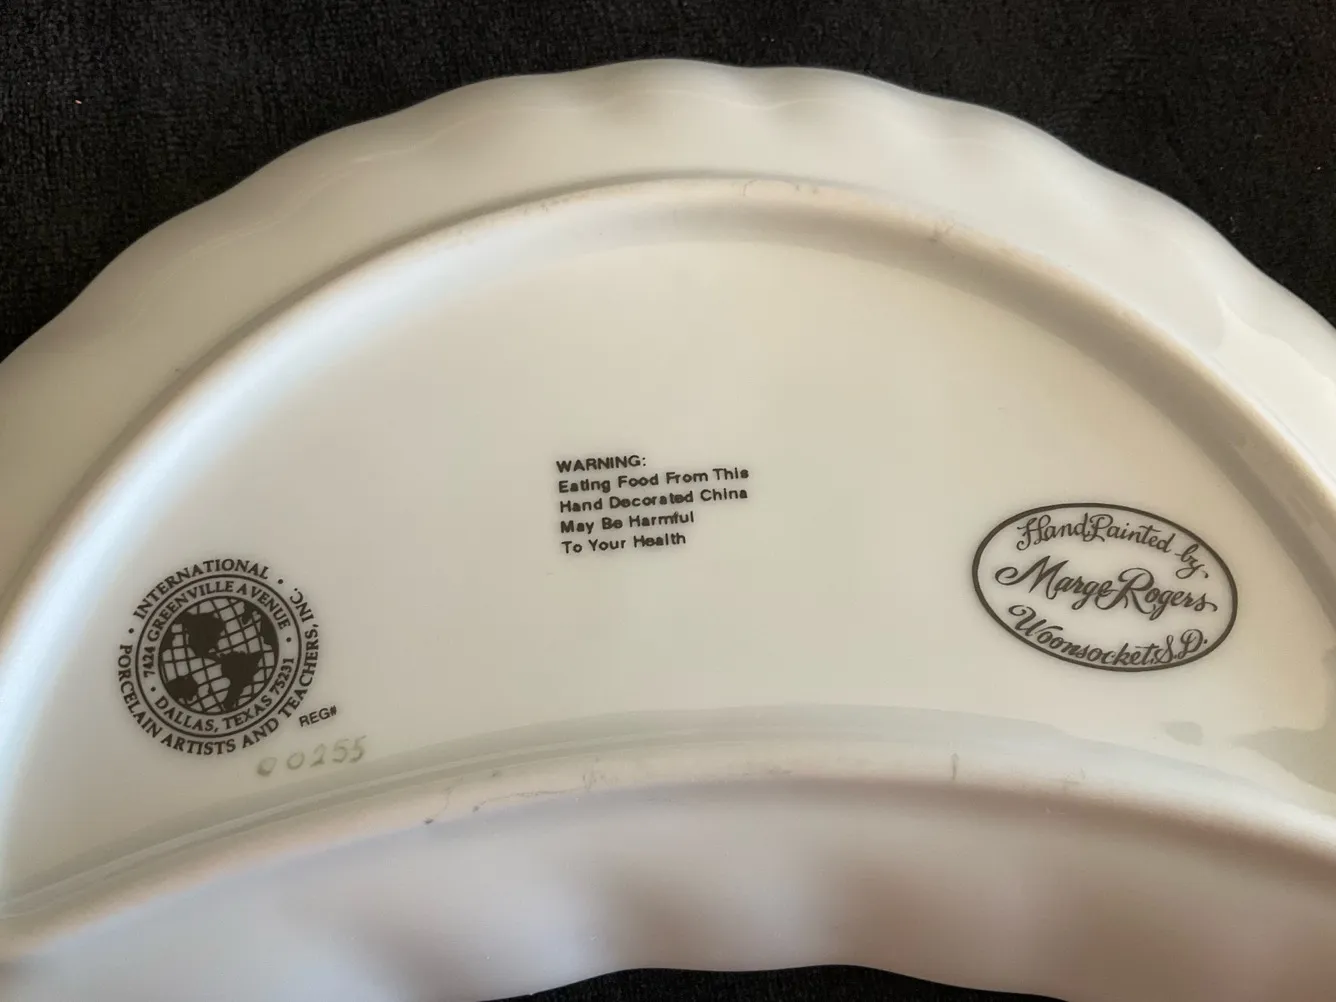 WARNING:
Eating Food From This
Hand Decorated China
May Be Harmful
To Your Health
INTERNATIONAL • PORCELAIN ARTISTS AND TEACHERS, INC. •
7424 GREENVILLE AVENUE • DALLAS, TEXAS 75231 •
REG#
00255
Hand Painted by
Marge Rogers
Woonsocket, S.D.